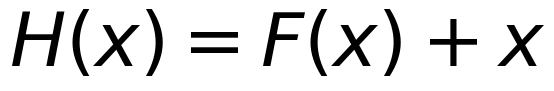 H(x) = F(x) + x